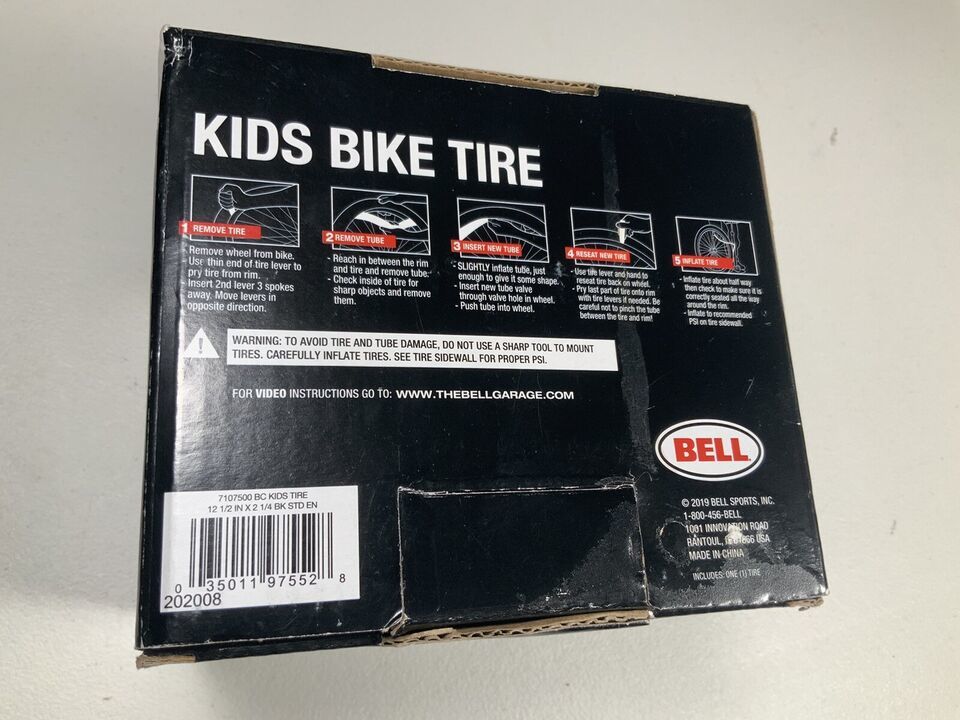 KIDS BIKE TIRE
1 REMOVE TIRE
- Remove wheel from bike.
- Use thin end of tire lever to
pry tire from rim.
- Insert 2nd lever 3 spokes
away. Move levers in
opposite direction.
2 REMOVE TUBE
- Reach in between the rim
and tire and remove tube.
- Check inside of tire for
sharp objects and remove
them.
3 INSERT NEW TUBE
- SLIGHTLY inflate tube, just
enough to give it some shape.
- Insert new tube valve
through valve hole in wheel.
- Push tube into wheel.
4 RESEAT NEW TIRE
- Use tire lever and hand to
reseat tire back on wheel.
- Pry last part of tire onto rim
with tire levers if needed. Be
careful not to pinch the tube
between the tire and rim!
5 INFLATE TIRE
- Inflate tire about half way
then check to make sure it is
correctly seated all the way
around the rim.
- Inflate to recommended
PSI on tire sidewall.
WARNING: TO AVOID TIRE AND TUBE DAMAGE, DO NOT USE A SHARP TOOL TO MOUNT
TIRES. CAREFULLY INFLATE TIRES. SEE TIRE SIDEWALL FOR PROPER PSI.
FOR VIDEO INSTRUCTIONS GO TO: WWW.THEBELLGARAGE.COM
BELL
© 2019 BELL SPORTS, INC.
1-800-456-BELL
1001 INNOVATION ROAD
RANTOUL, USA
MADE IN CHINA
INCLUDES: ONE (1) TIRE
7107500 BC KIDS TIRE
12 1/2 IN X 2 1/4 BK STD EN
0 35011 97552 8
202008